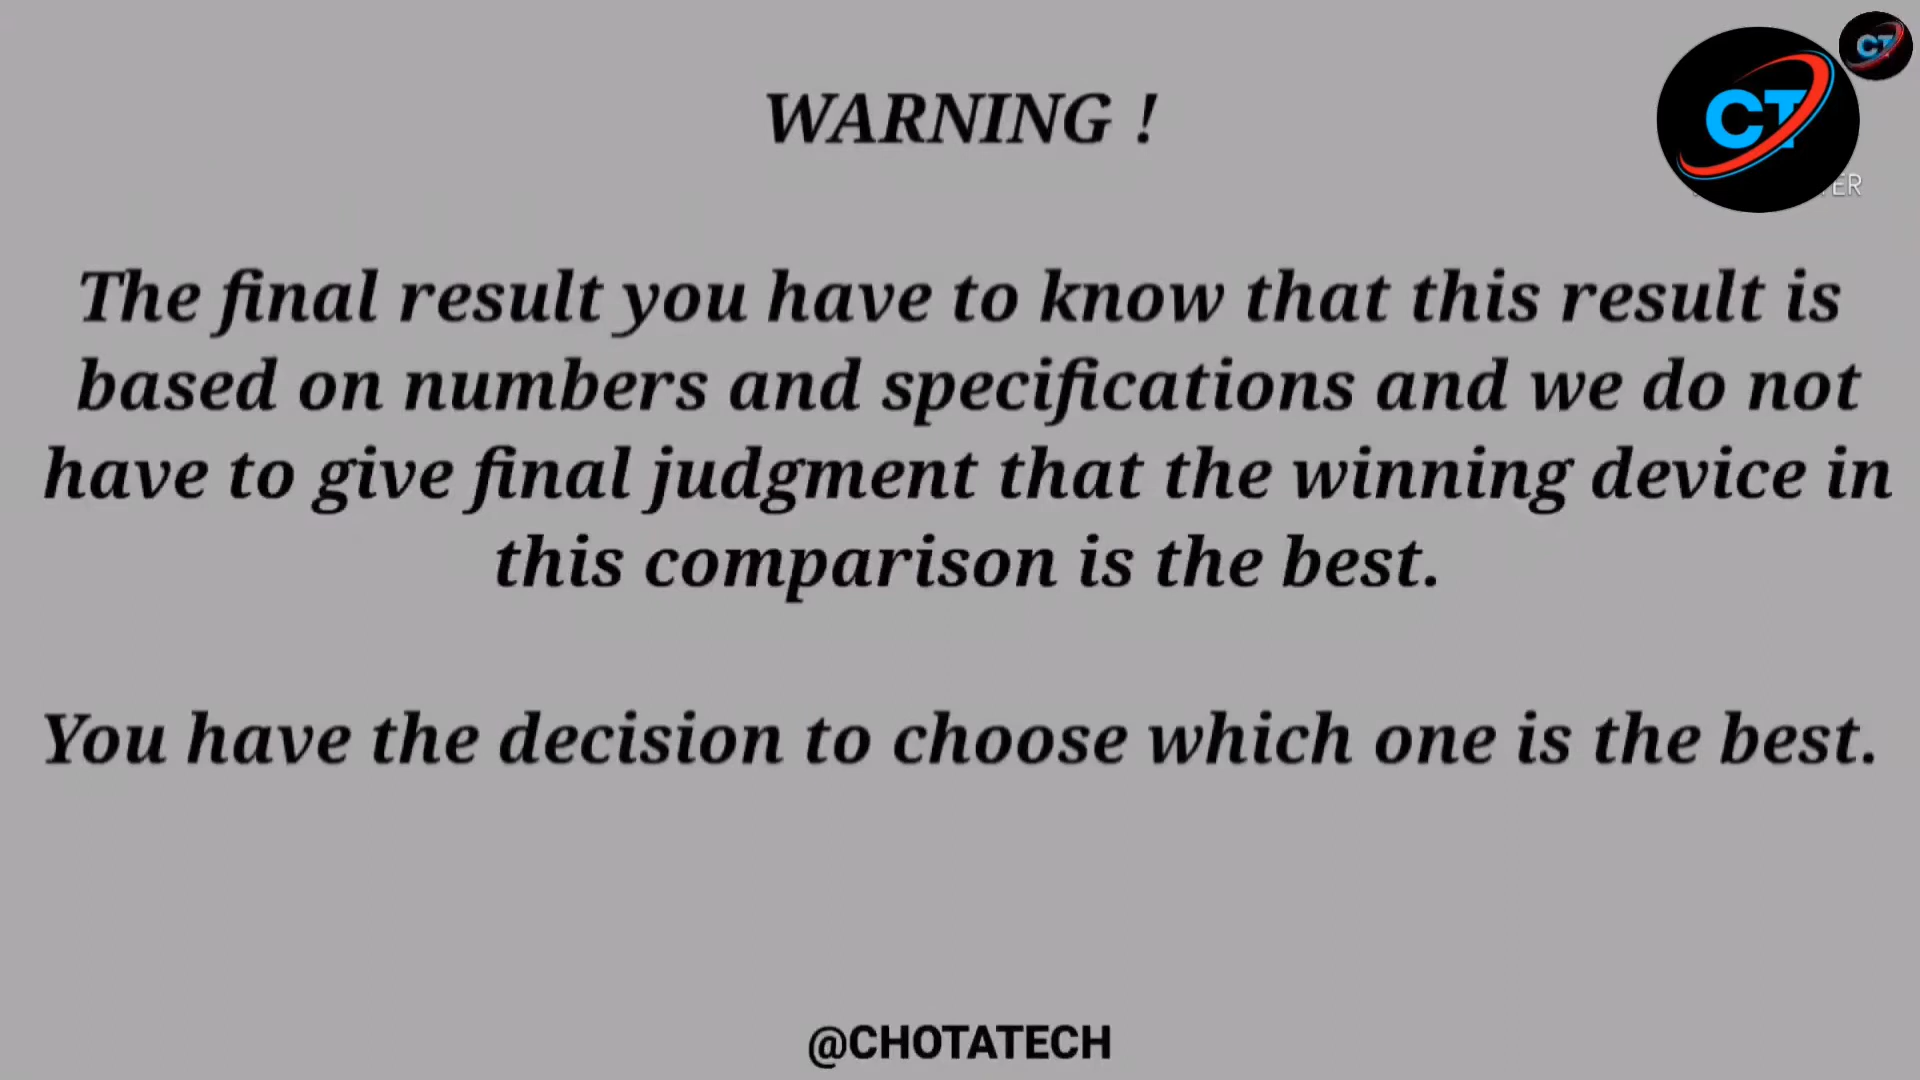 CT
CT
WARNING !
ER
The final result you have to know that this result is
based on numbers and specifications and we do not
have to give final judgment that the winning device in
this comparison is the best.
You have the decision to choose which one is the best.
@CHOTATECH